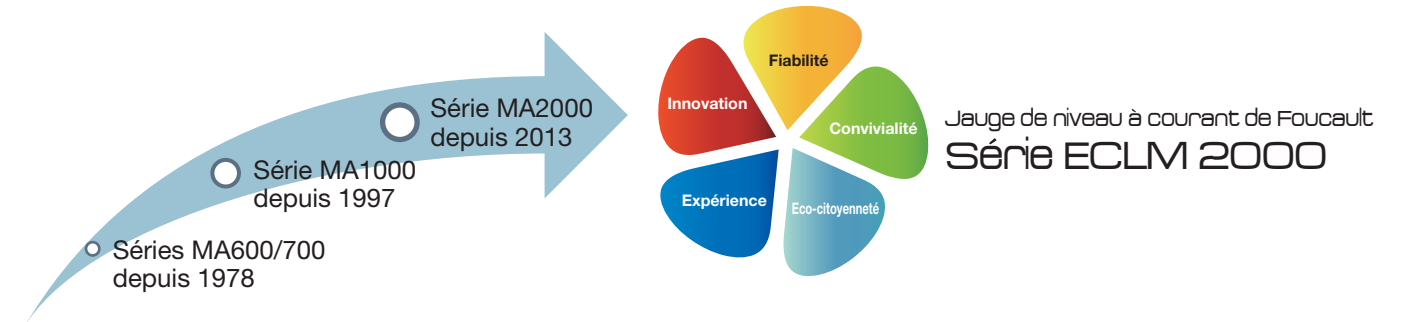 Série MA2000
depuis 2013
Série MA1000
depuis 1997
Séries MA600/700
depuis 1978
Fiabilité
Innovation
Convivialité
Expérience
Eco-citoyenneté
Jauge de niveau à courant de Foucault
Série ECLM 2000